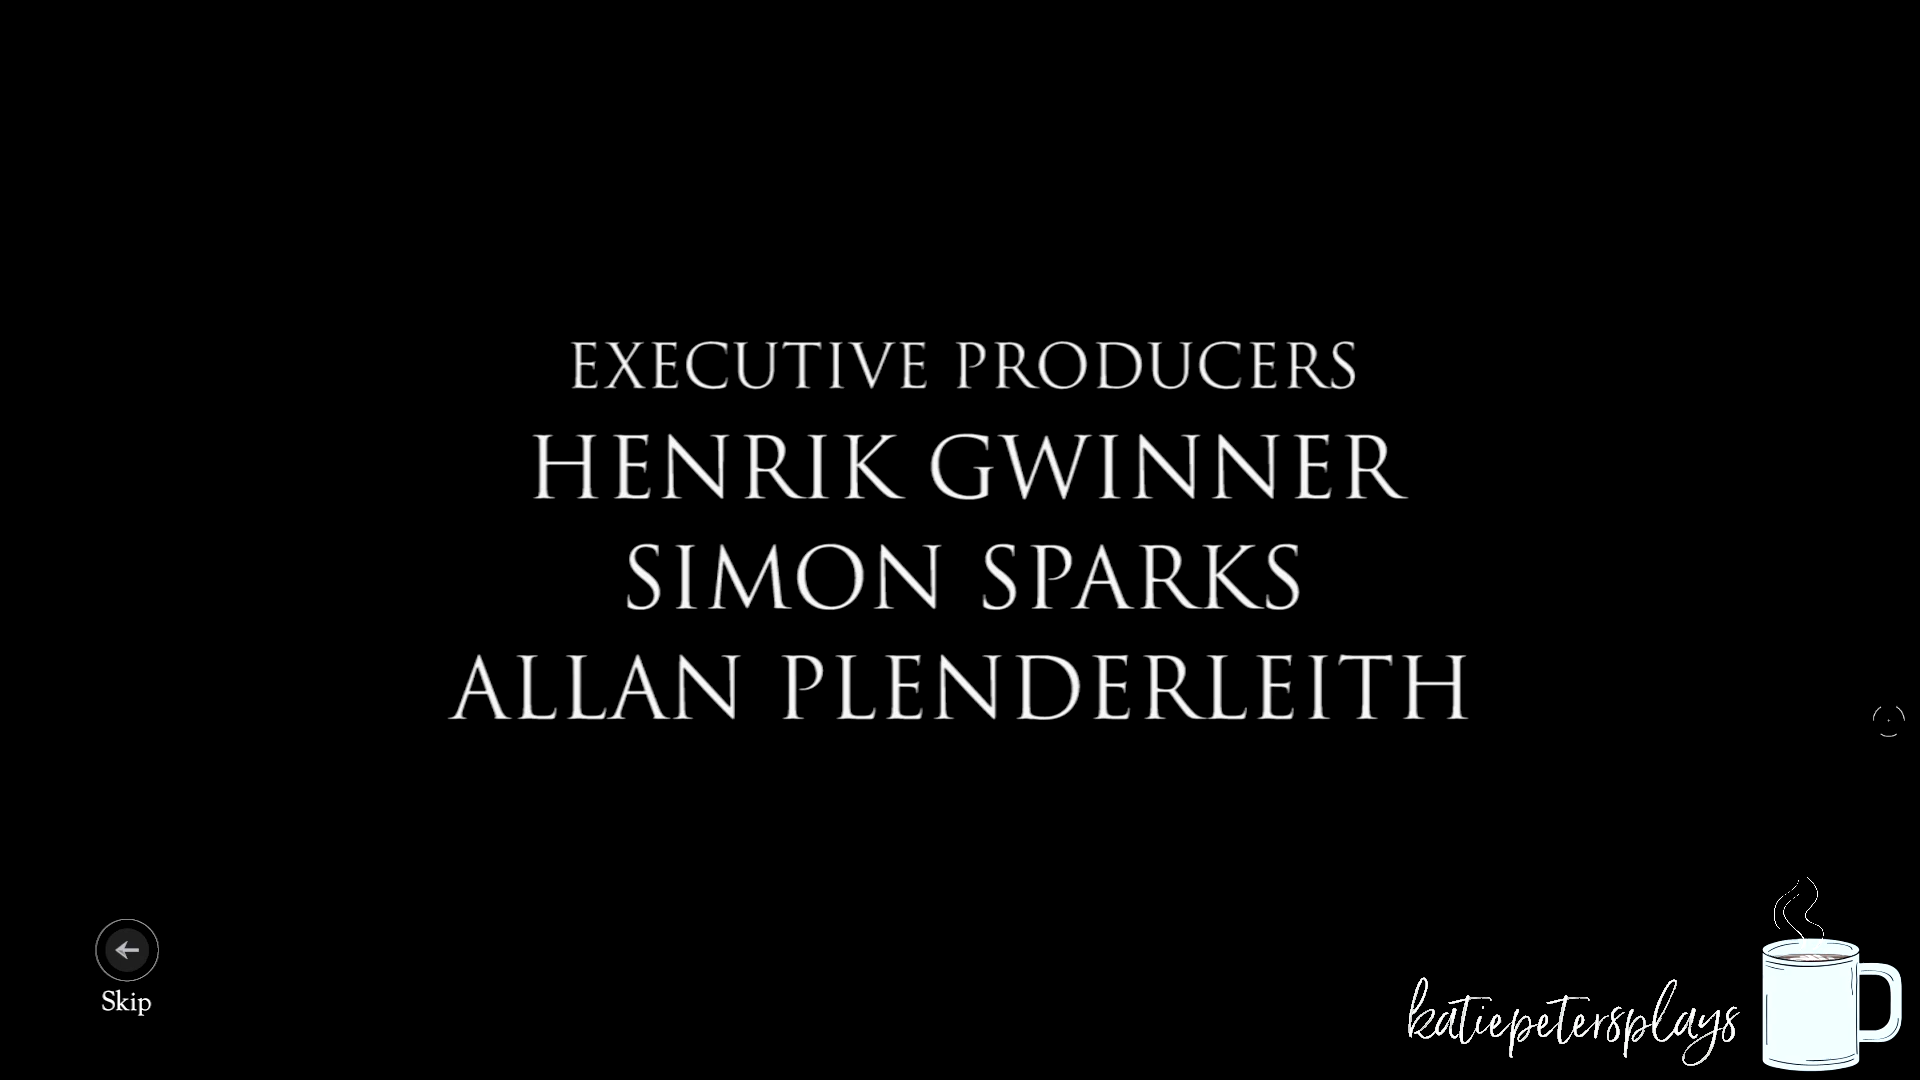 EXECUTIVE PRODUCERS
HENRIK GWINNER
SIMON SPARKS
ALLAN PLENDERLEITH
Skip
katiepetersplays